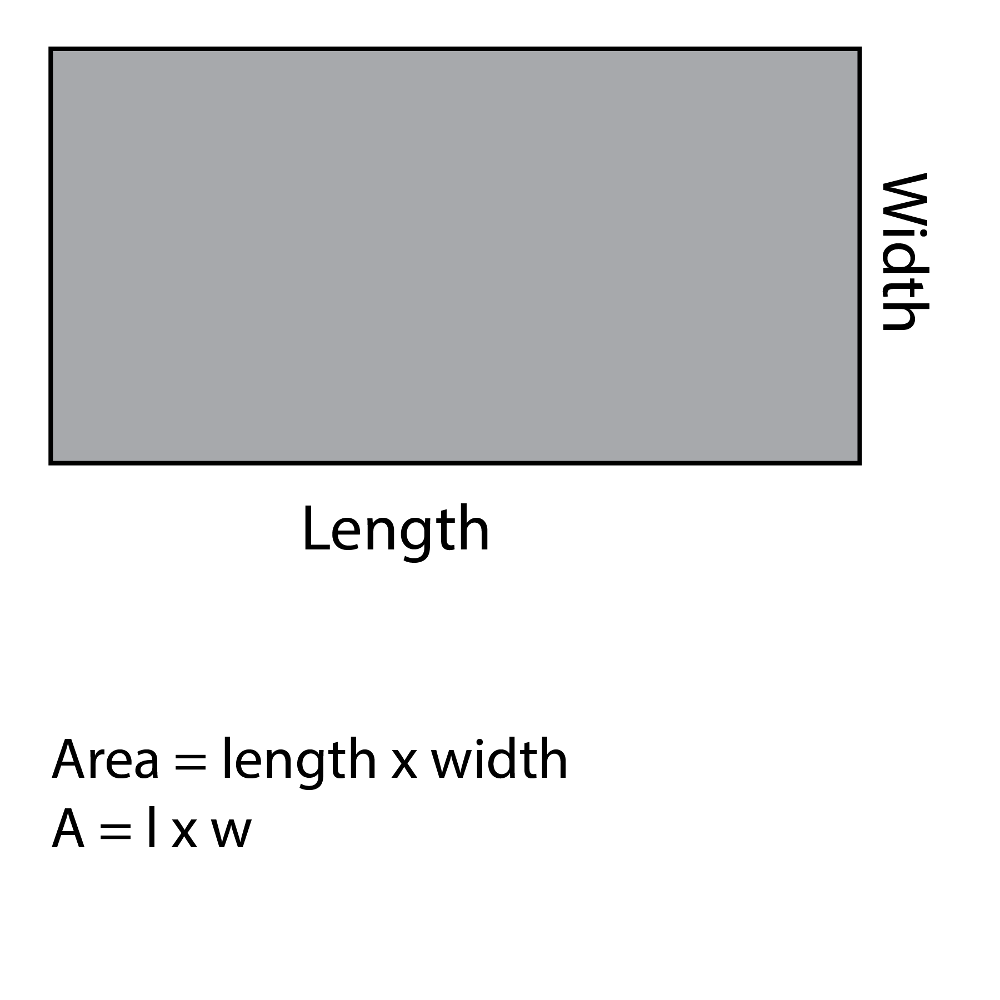 Width
Length
Area = length x width
A = l x w